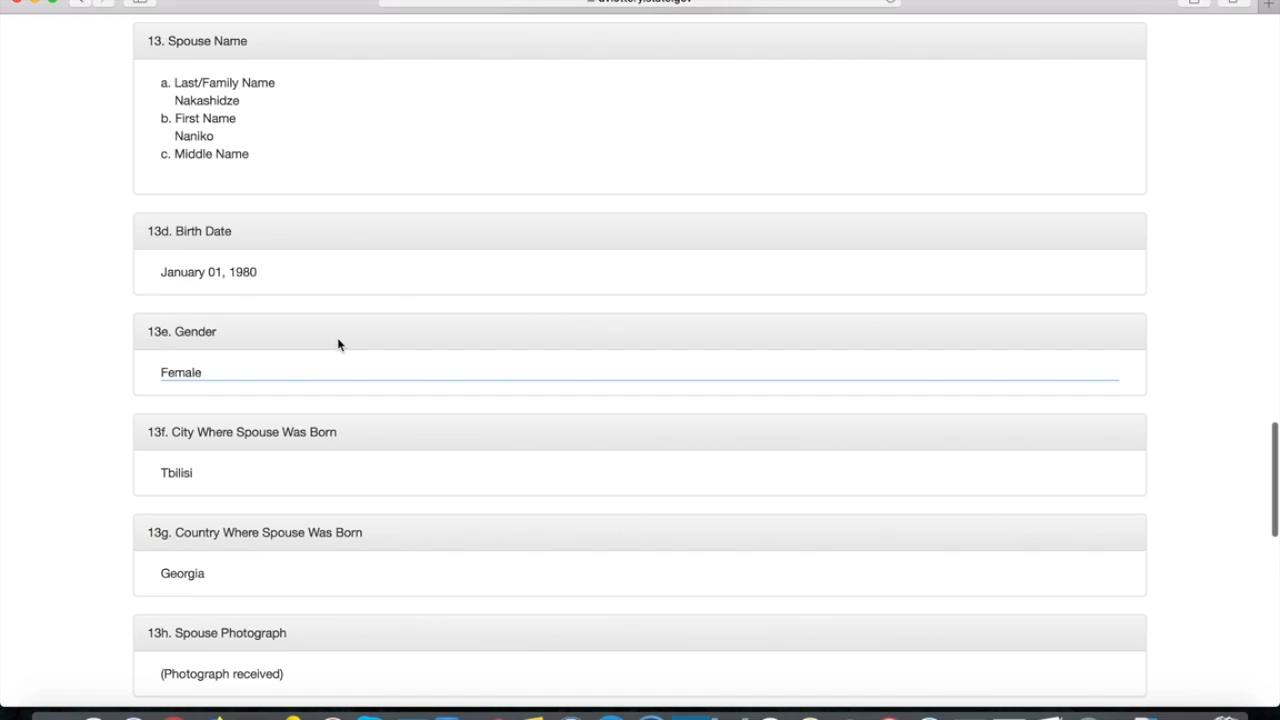 13. Spouse Name
a. Last/Family Name
Nakashidze
b. First Name
Naniko
c. Middle Name
13d. Birth Date
January 01, 1980
13e. Gender
Female
13f. City Where Spouse Was Born
Tbilisi
13g. Country Where Spouse Was Born
Georgia
13h. Spouse Photograph
(Photograph received)